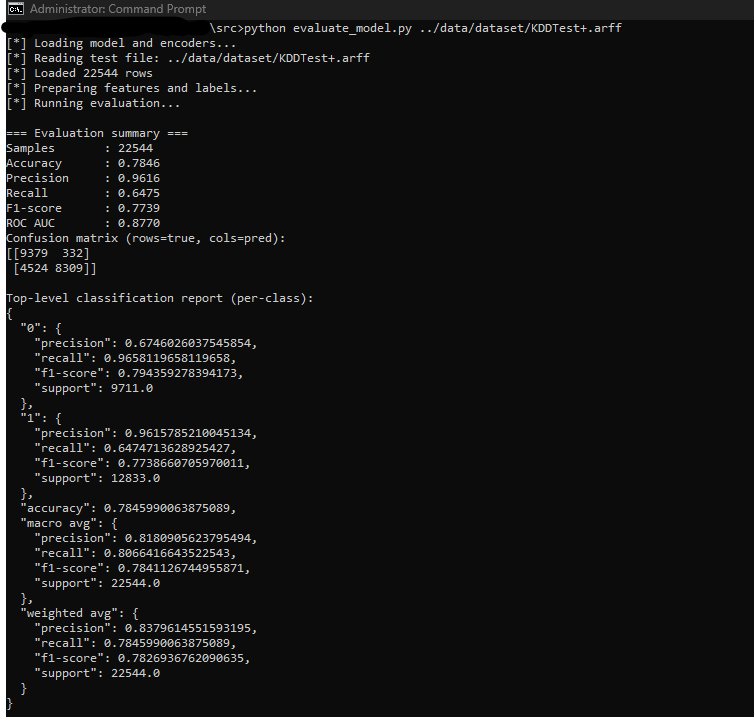 Administrator: Command Prompt
\src>python evaluate_model.py ../data/dataset/KDDTest+.arff
[*] Loading model and encoders...
[*] Reading test file: ../data/dataset/KDDTest+.arff
[*] Loaded 22544 rows
[*] Preparing features and labels...
[*] Running evaluation...

=== Evaluation summary ===
Samples       : 22544
Accuracy      : 0.7846
Precision     : 0.9616
Recall        : 0.6475
F1-score      : 0.7739
ROC AUC       : 0.8770
Confusion matrix (rows=true, cols=pred):
[[9379  332]
 [4524 8309]]

Top-level classification report (per-class):
{
  "0": {
    "precision": 0.6746026037545854,
    "recall": 0.9658119658119658,
    "f1-score": 0.794359278394173,
    "support": 9711.0
  },
  "1": {
    "precision": 0.9615785210045134,
    "recall": 0.6474713628925427,
    "f1-score": 0.7738660705970011,
    "support": 12833.0
  },
  "accuracy": 0.7845990063875089,
  "macro avg": {
    "precision": 0.8180905623795494,
    "recall": 0.8066416643522543,
    "f1-score": 0.7841126744955871,
    "support": 22544.0
  },
  "weighted avg": {
    "precision": 0.8379614551593195,
    "recall": 0.7845990063875089,
    "f1-score": 0.7826936762090635,
    "support": 22544.0
  }
}